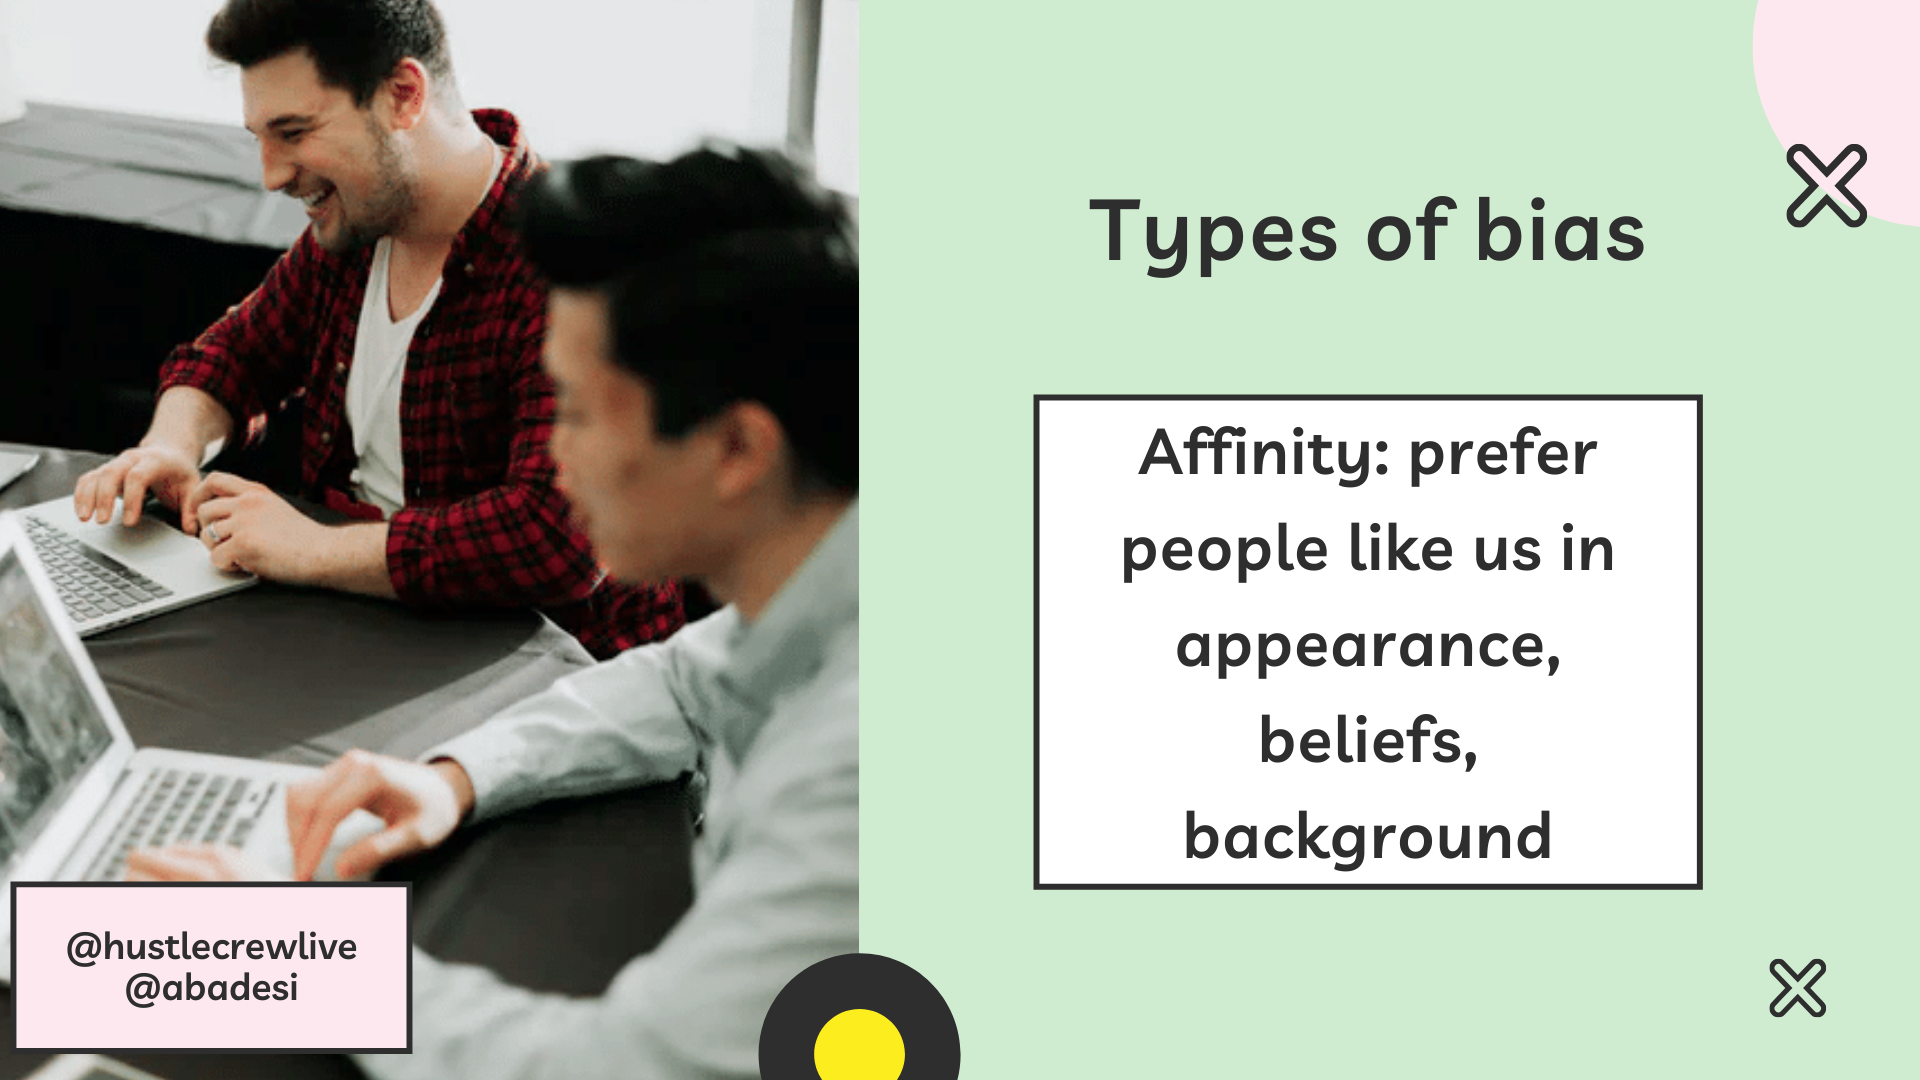 Types of bias
Affinity: prefer
people like us in
appearance,
beliefs,
background
@hustlecrewlive
@abadesi